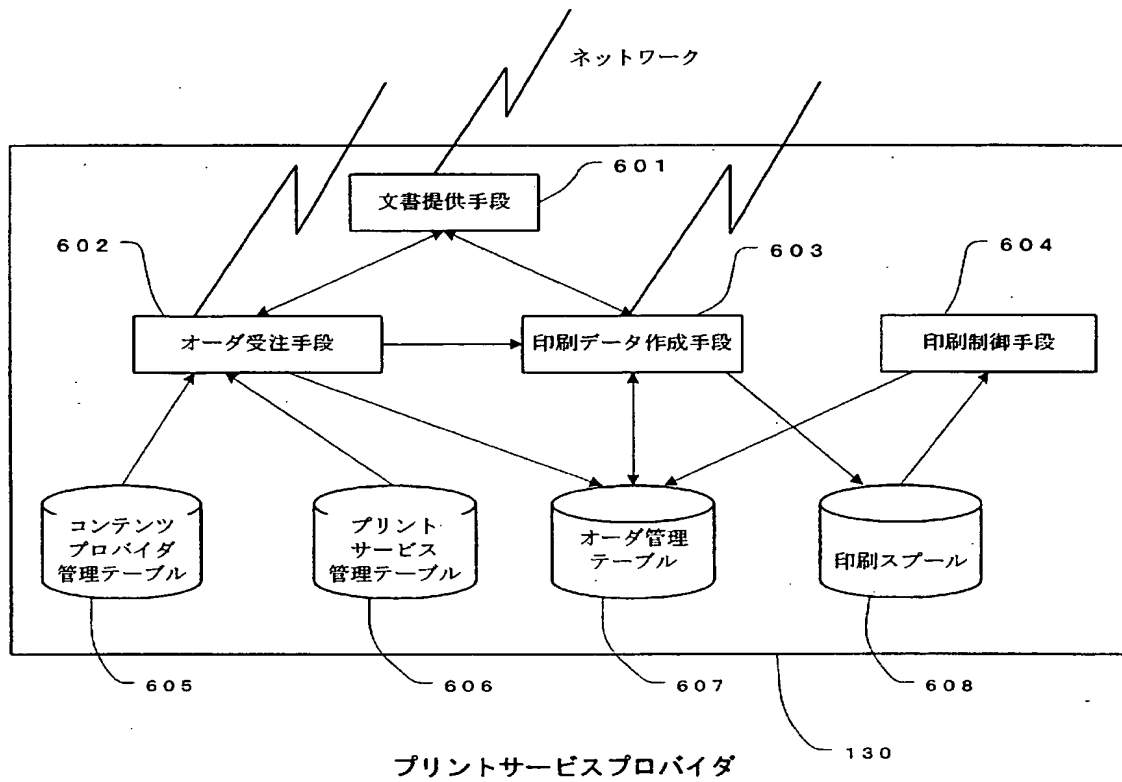 ネットワーク
601
文書提供手段
602
603
604
オーダ受注手段
印刷データ作成手段
印刷制御手段
コンテンツ
プロバイダ
管理テーブル
プリント
サービス
管理テーブル
オーダ管理
テーブル
印刷スプール
605
606
607
608
130
プリントサービスプロバイダ